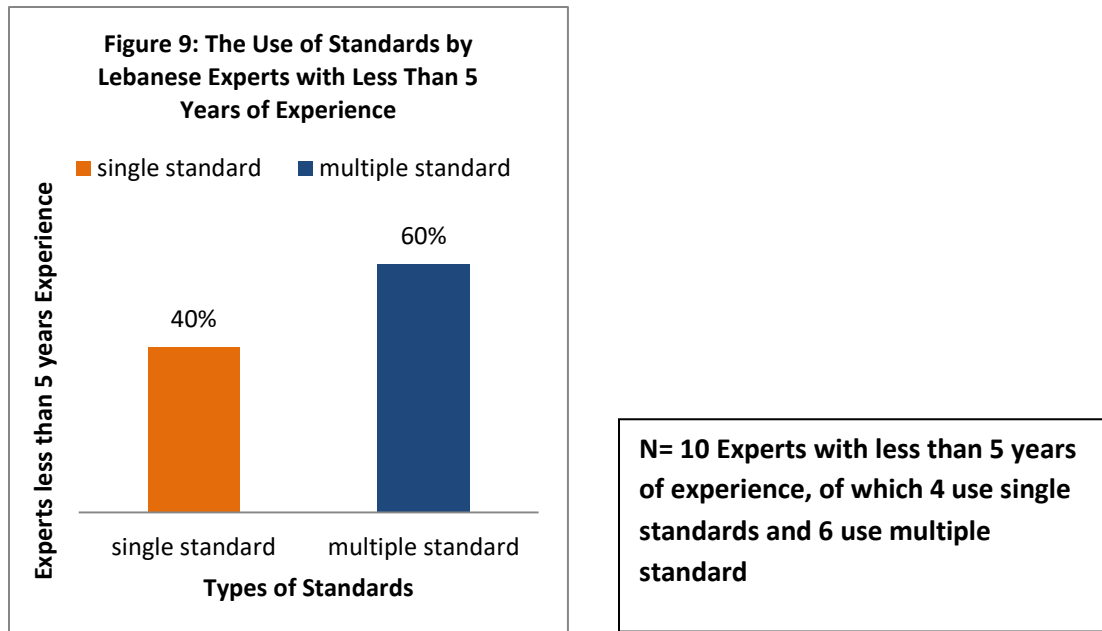 Figure 9: The Use of Standards by
Lebanese Experts with Less Than 5
Years of Experience
single standard multiple standard
Experts less than 5 years Experience
60%
40%
single standard multiple standard
Types of Standards
N= 10 Experts with less than 5 years
of experience, of which 4 use single
standards and 6 use multiple
standard